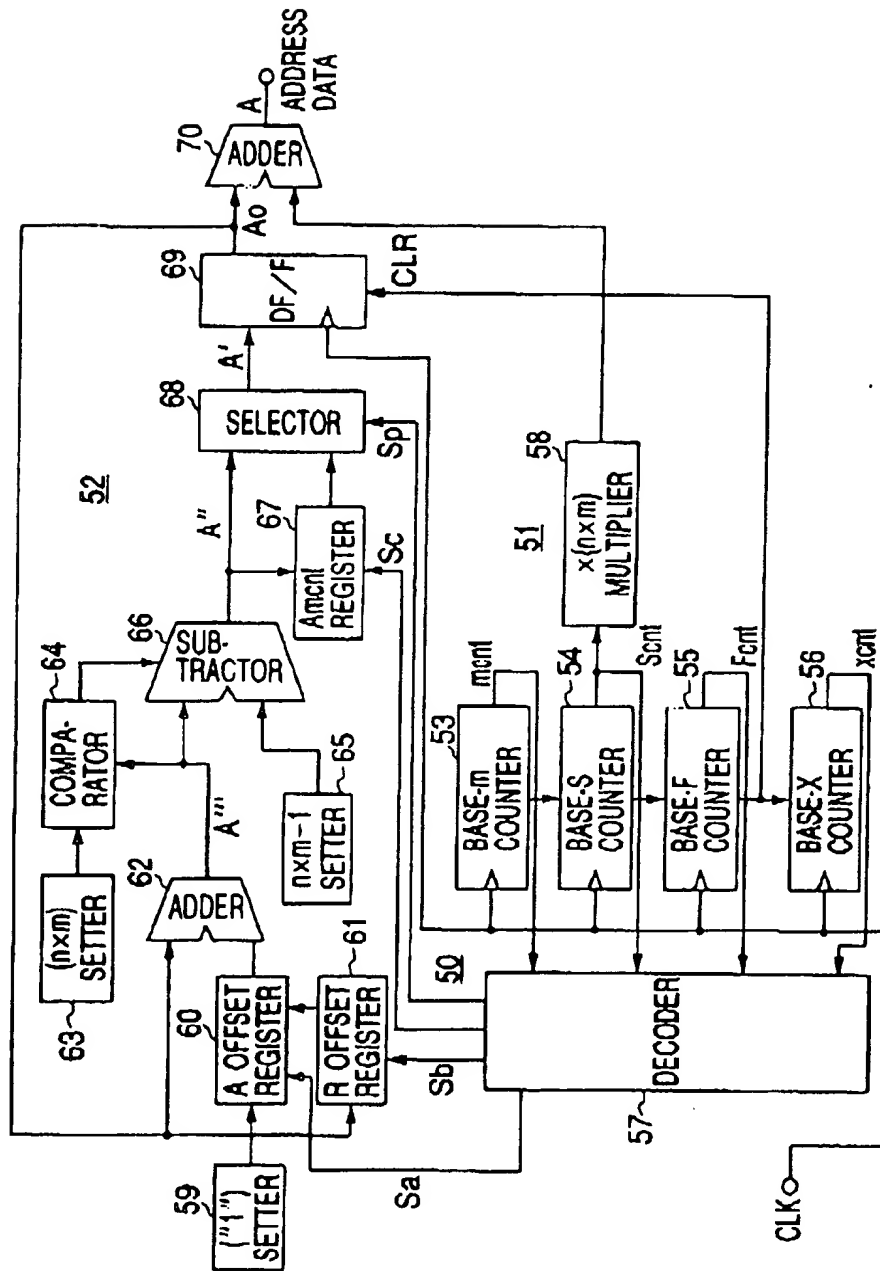 52
("1")
SETTER
59
(n×m)
SETTER
63
A OFFSET
REGISTER
60
R OFFSET
REGISTER
61
ADDER
62
A'''
COMPA-
RATOR
64
n×m-1
SETTER
65
SUB-
TRACTOR
66
A''
Amcnt
REGISTER
67
SELECTOR
68
A'
DF/F
69
Ao
ADDER
70
A
ADDRESS
DATA
CLR
Sp
Sc
Sb
Sa
50
51
DECODER
57
BASE-m
COUNTER
53
mcnt
BASE-S
COUNTER
54
Scnt
BASE-F
COUNTER
55
Fcnt
BASE-X
COUNTER
56
xcnt
x(n×m)
MULTIPLIER
58
CLK